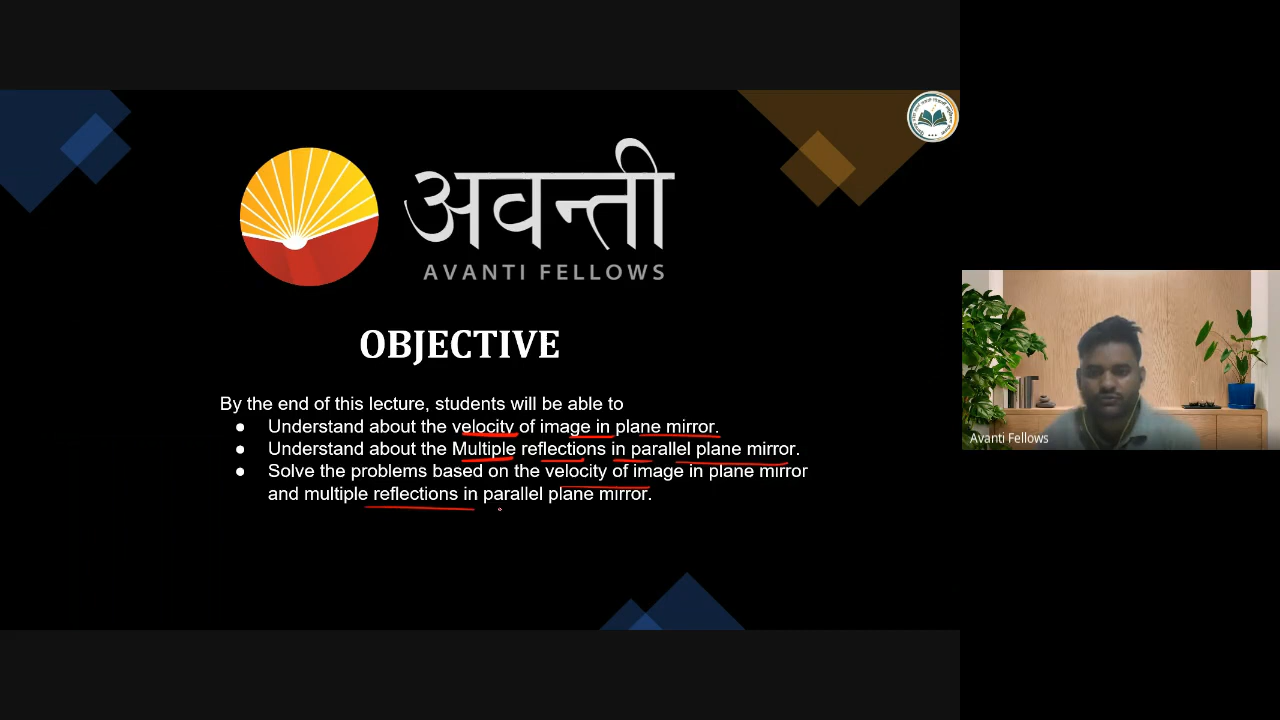 अवन्ती
AVANTI FELLOWS
OBJECTIVE
By the end of this lecture, students will be able to
● Understand about the velocity of image in plane mirror.
● Understand about the Multiple reflections in parallel plane mirror.
● Solve the problems based on the velocity of image in plane mirror
and multiple reflections in parallel plane mirror.
Avanti Fellows